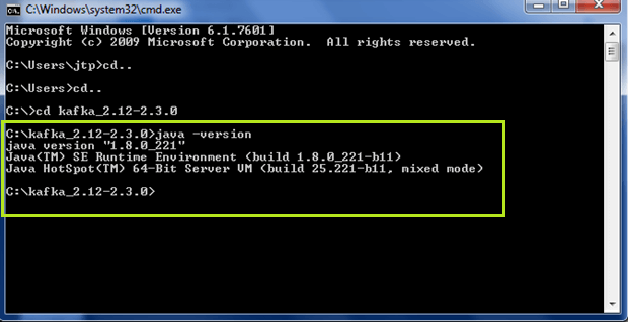 C:\Windows\system32\cmd.exe
Microsoft Windows [Version 6.1.7601]
Copyright (c) 2009 Microsoft Corporation.  All rights reserved.
C:\Users\jtp>cd..
C:\Users>cd..
C:\>cd kafka_2.12-2.3.0
C:\kafka_2.12-2.3.0>java -version
java version "1.8.0_221"
Java(TM) SE Runtime Environment (build 1.8.0_221-b11)
Java HotSpot(TM) 64-Bit Server VM (build 25.221-b11, mixed mode)
C:\kafka_2.12-2.3.0>